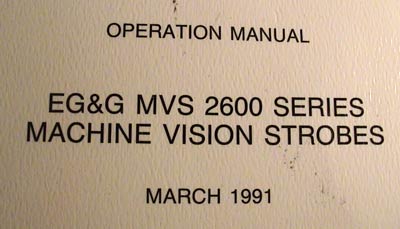 OPERATION MANUAL
EG&G MVS 2600 SERIES
MACHINE VISION STROBES
MARCH 1991